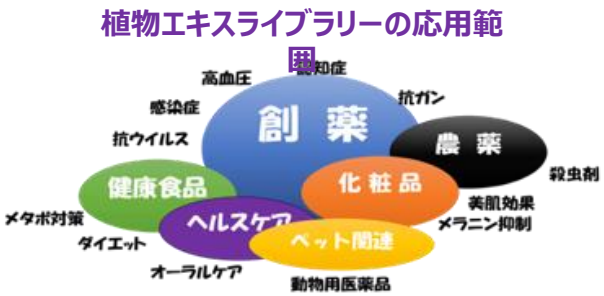 植物エキスライブラリーの応用範
囲
認知症
高血圧
抗ガン
感染症
創薬
抗ウイルス
農薬
殺虫剤
健康食品
化粧品
美肌効果
メラニン抑制
メタボ対策
ヘルスケア
ダイエット
ペット関連
オーラルケア
動物用医薬品